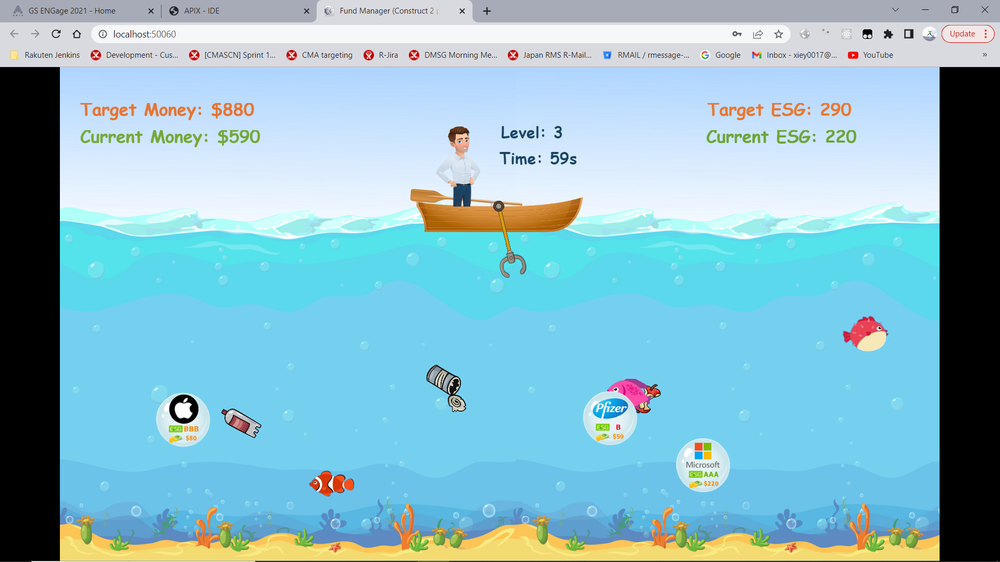 GS ENGage 2021 - Home
APIX - IDE
Fund Manager (Construct 2 p
localhost:50060
Update
Rakuten Jenkins
Development - Cus...
[CMASCN] Sprint 1...
CMA targeting
R-Jira
DMSG Morning Me...
Japan RMS R-Mail...
RMAIL / rmessage-...
Google
Inbox - xiey0017@...
YouTube
»
Target Money: $880
Current Money: $590
Level: 3
Time: 59s
Target ESG: 290
Current ESG: 220
ESG BBB
$80
Pfizer
ESG B
$50
Microsoft
ESG AAA
$220